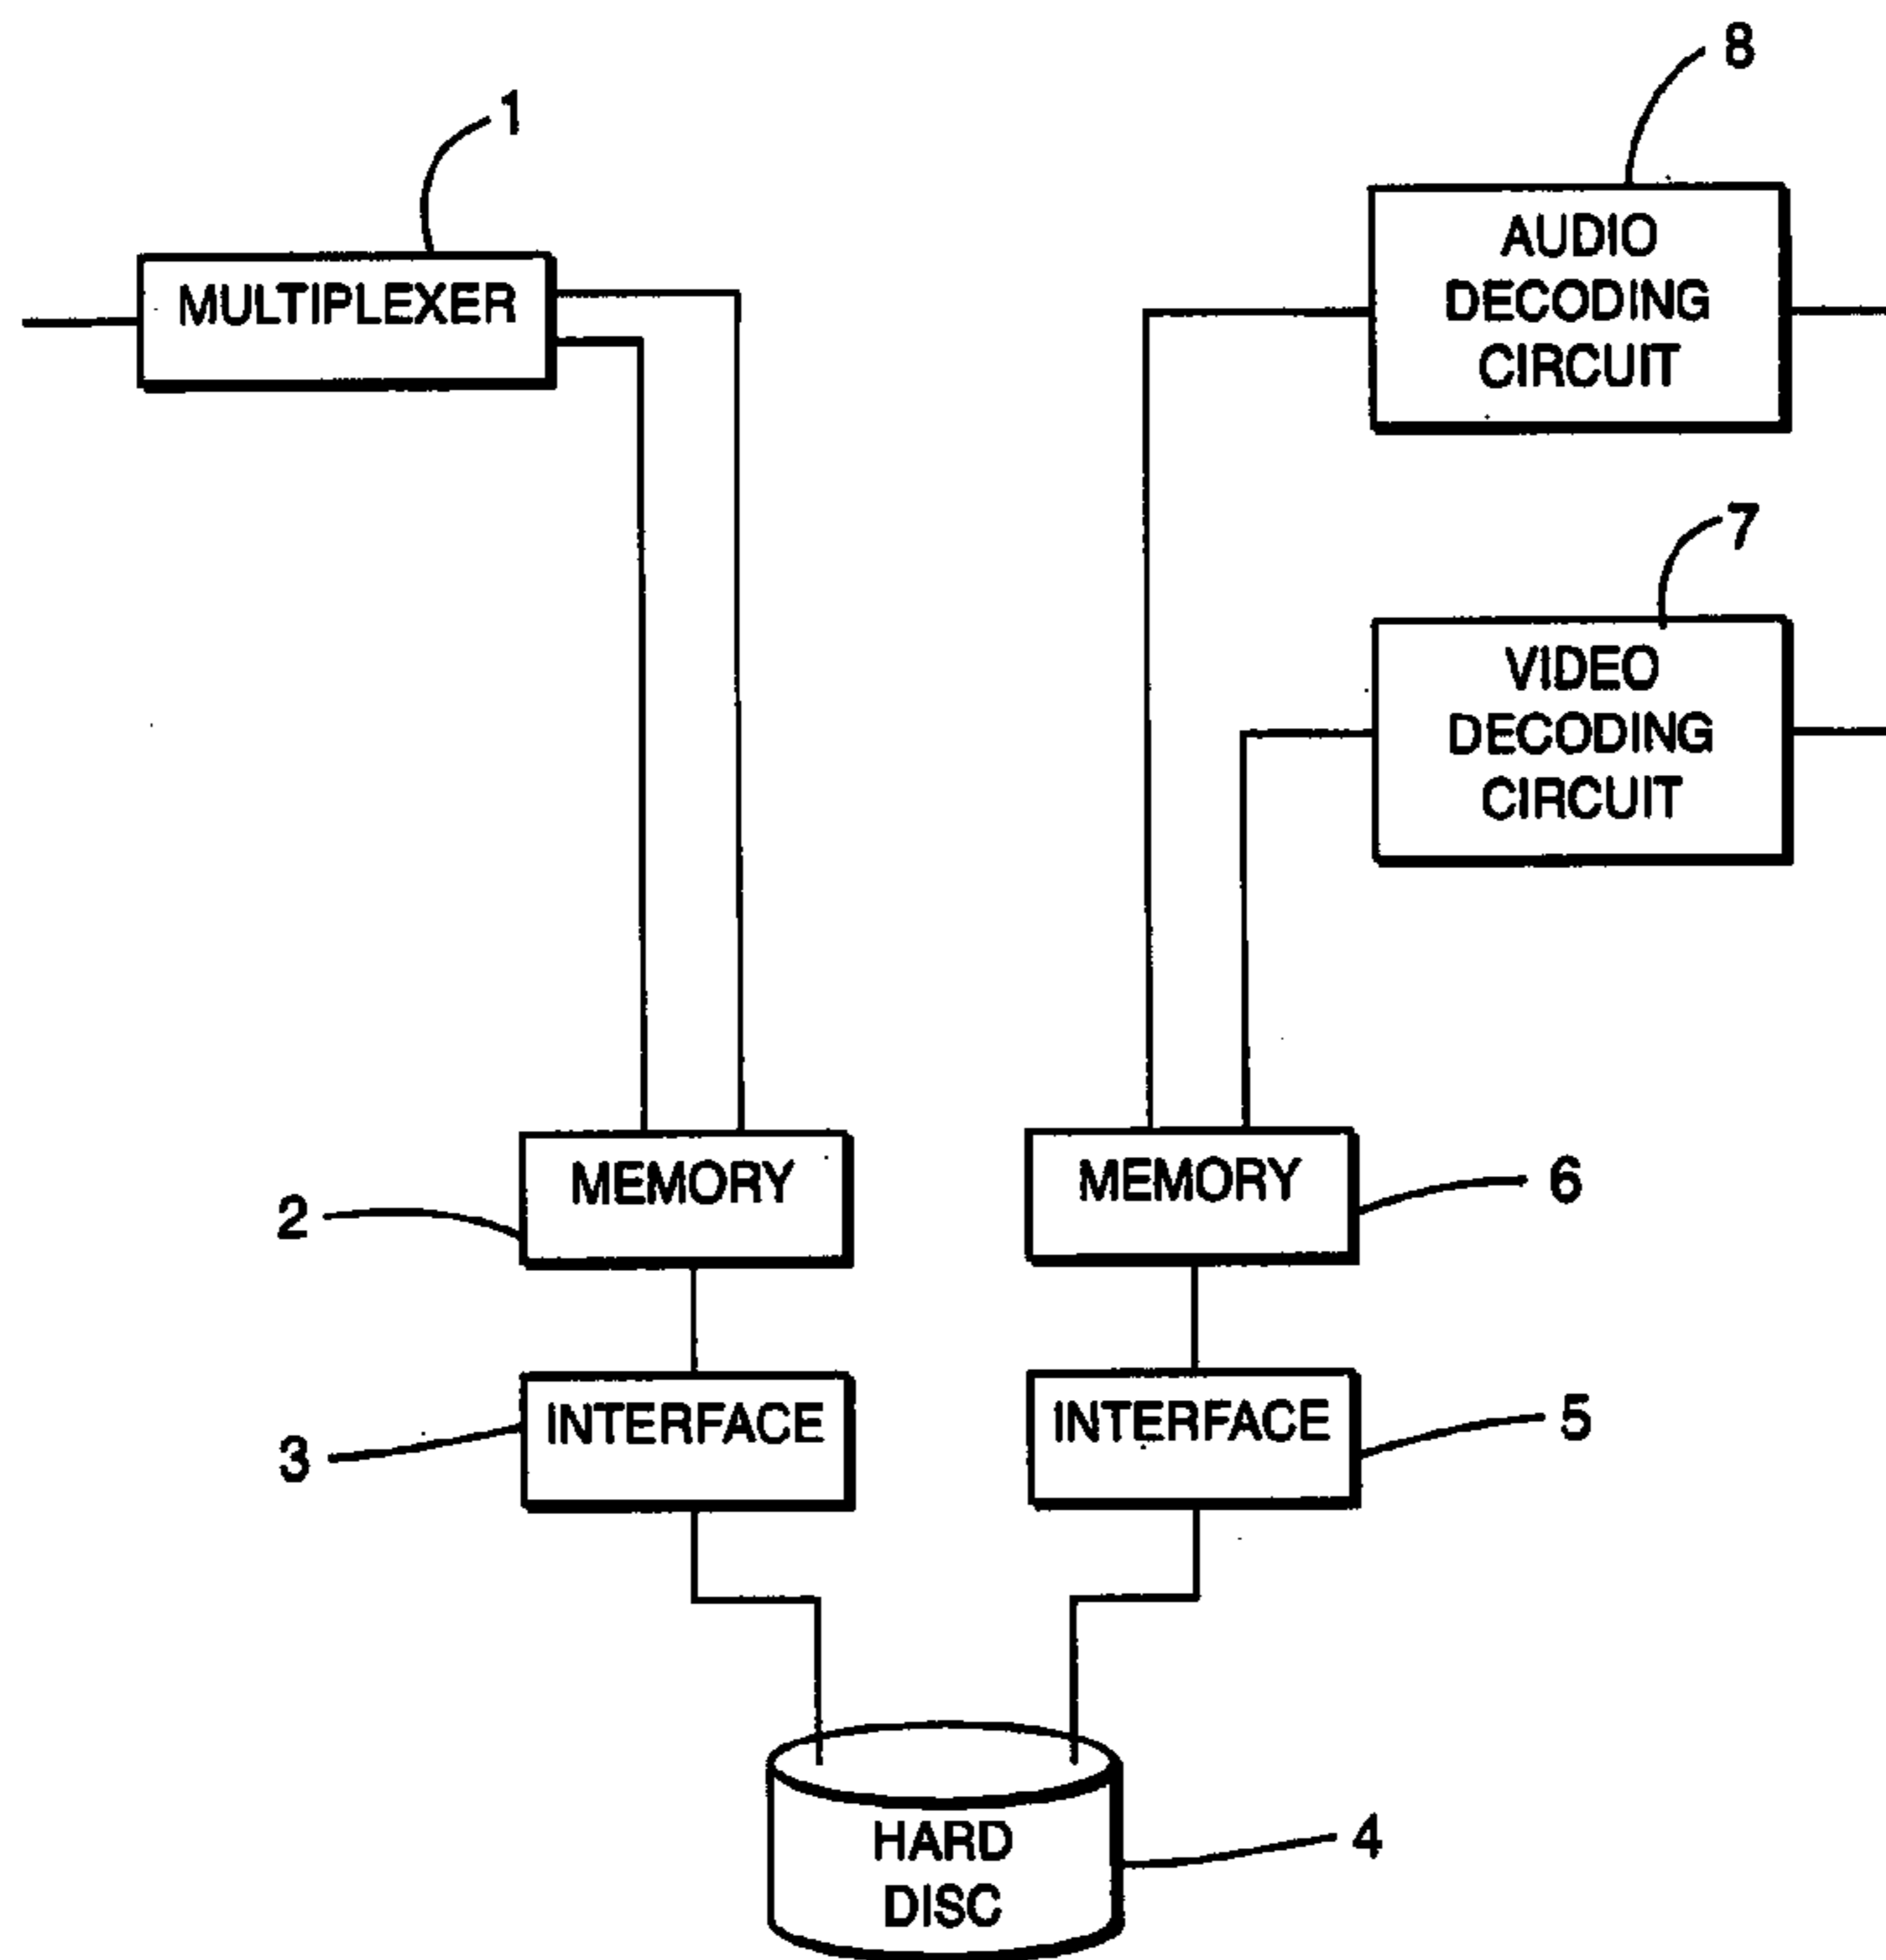 8
1
AUDIO
DECODING
CIRCUIT
MULTIPLEXER
7
VIDEO
DECODING
CIRCUIT
MEMORY
MEMORY
6
2
INTERFACE
INTERFACE
5
3
HARD
DISC
4